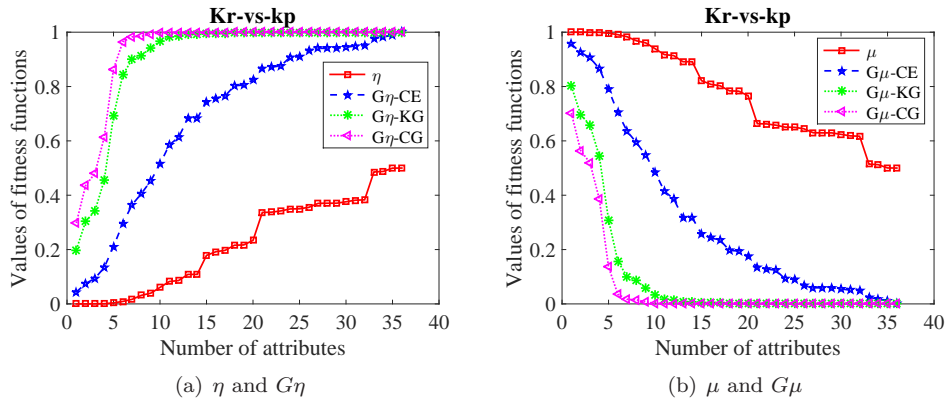 Kr-vs-kp
Values of fitness functions
1
0.8
0.6
0.4
0.2
0
0 5 10 15 20 25 30 35 40
Number of attributes
η
Gη-CE
Gη-KG
Gη-CG
(a) η and Gη
Kr-vs-kp
Values of fitness functions
1
0.8
0.6
0.4
0.2
0
0 5 10 15 20 25 30 35 40
Number of attributes
μ
Gμ-CE
Gμ-KG
Gμ-CG
(b) μ and Gμ